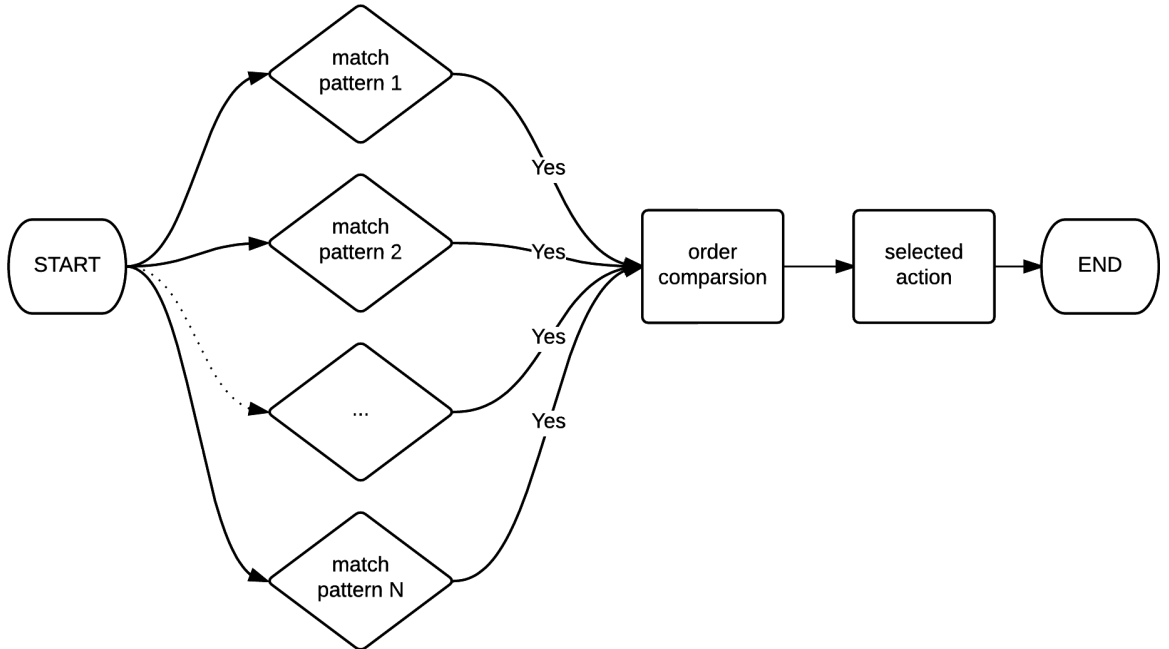 START
match
pattern 1
match
pattern 2
...
match
pattern N
Yes
Yes
Yes
Yes
order
comparsion
selected
action
END